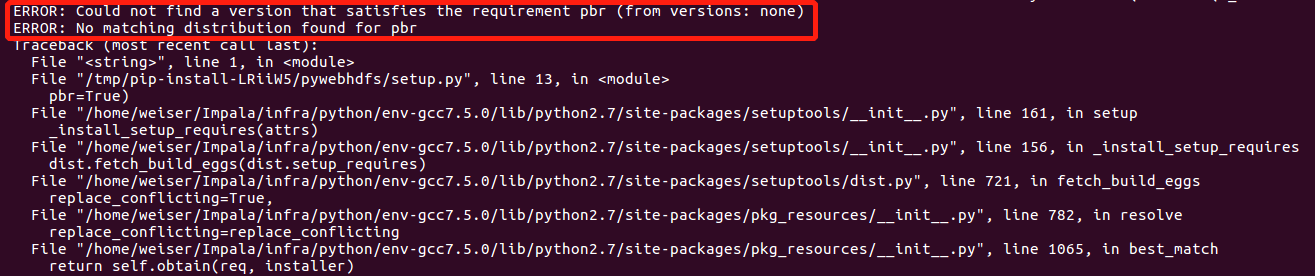 ERROR: Could not find a version that satisfies the requirement pbr (from versions: none)
ERROR: No matching distribution found for pbr
Traceback (most recent call last):
File "<string>", line 1, in <module>
File "/tmp/pip-install-LRiiW5/pywebhdfs/setup.py", line 13, in <module>
pbr=True)
File "/home/weiser/Impala/infra/python/env-gcc7.5.0/lib/python2.7/site-packages/setuptools/__init__.py", line 161, in setup
_install_setup_requires(attrs)
File "/home/weiser/Impala/infra/python/env-gcc7.5.0/lib/python2.7/site-packages/setuptools/__init__.py", line 156, in _install_setup_requires
dist.fetch_build_eggs(dist.setup_requires)
File "/home/weiser/Impala/infra/python/env-gcc7.5.0/lib/python2.7/site-packages/setuptools/dist.py", line 721, in fetch_build_eggs
replace_conflicting=True,
File "/home/weiser/Impala/infra/python/env-gcc7.5.0/lib/python2.7/site-packages/pkg_resources/__init__.py", line 782, in resolve
replace_conflicting=replace_conflicting
File "/home/weiser/Impala/infra/python/env-gcc7.5.0/lib/python2.7/site-packages/pkg_resources/__init__.py", line 1065, in best_match
return self.obtain(req, installer)